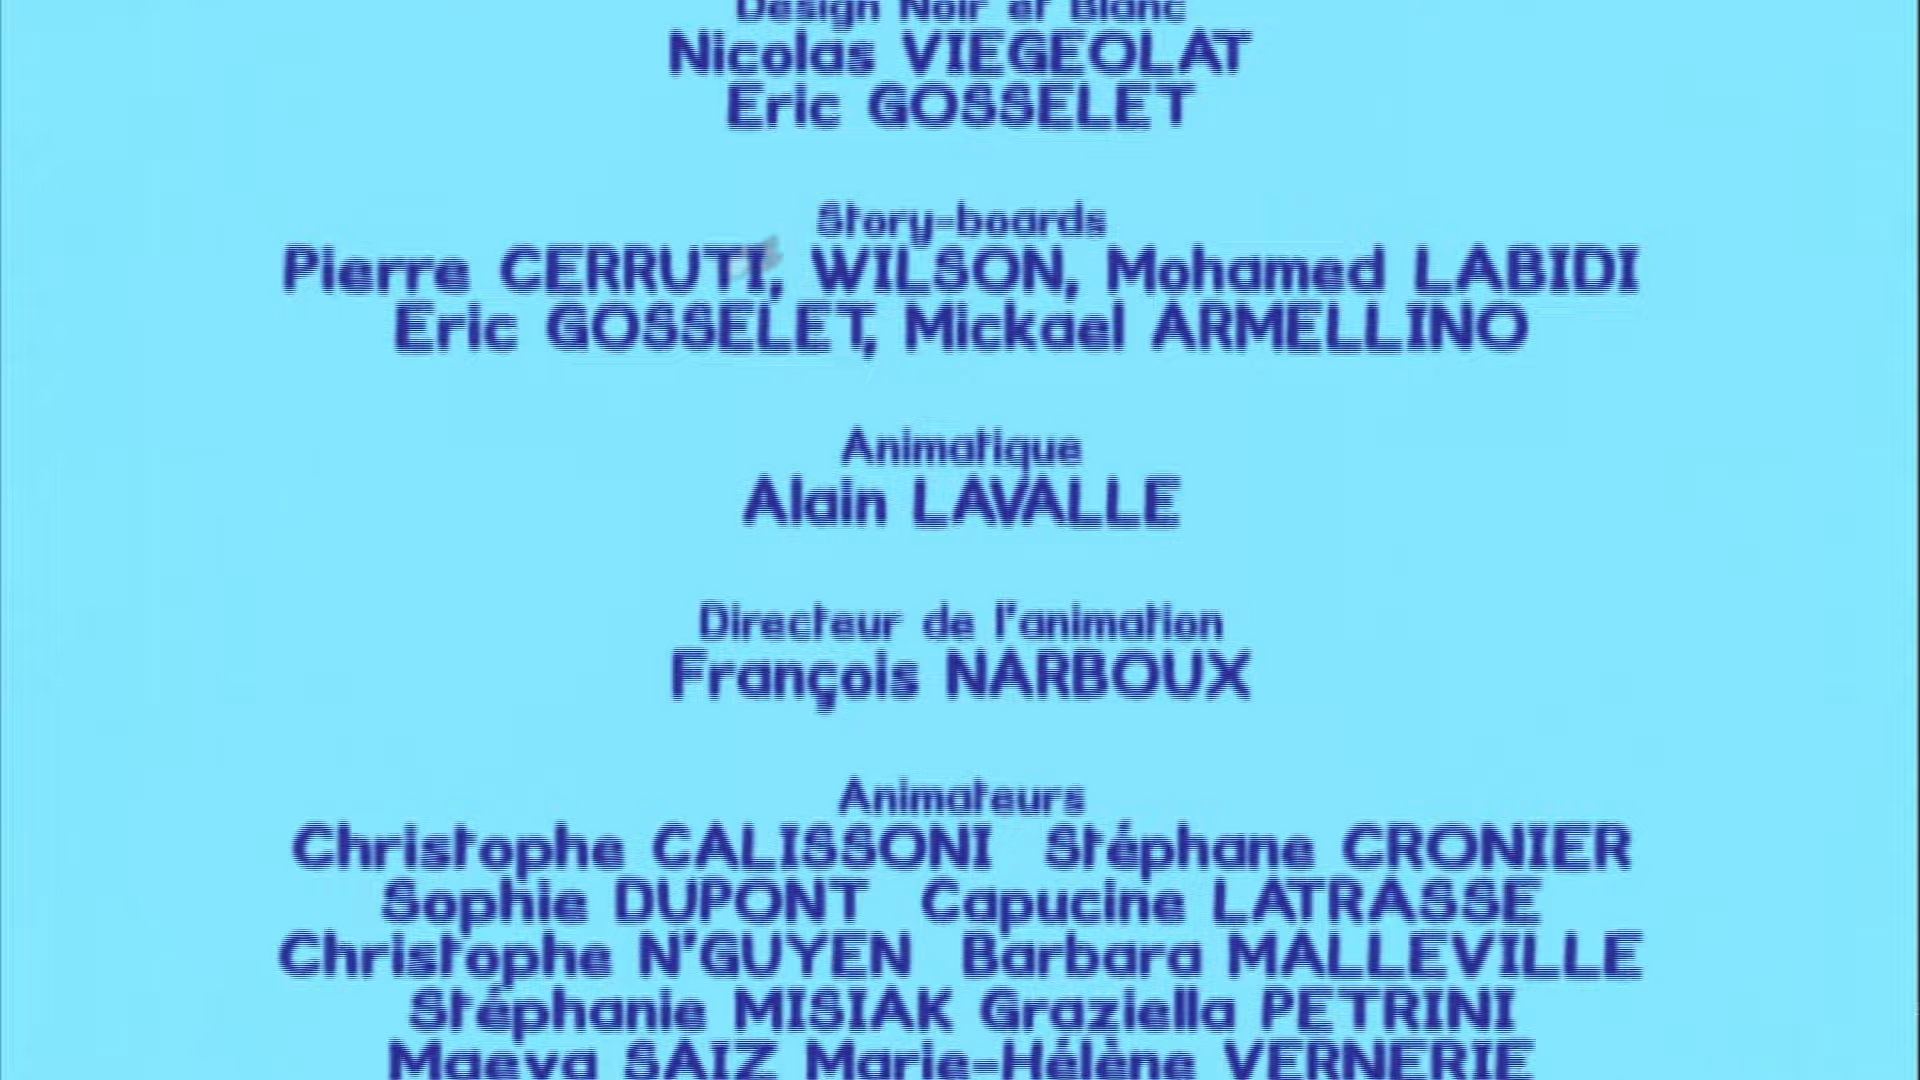 Design Noir et Blanc
Nicolas VIEGEOLAT
Eric GOSSELET
Story-boards
Pierre CERRUTI, WILSON, Mohamed LABIDI
Eric GOSSELET, Mickael ARMELLINO
Animatique
Alain LAVALLE
Directeur de l'animation
François NARBOUX
Animateurs
Christophe CALISSONI Stéphane CRONIER
Sophie DUPONT Capucine LATRASSE
Christophe N'GUYEN Barbara MALLEVILLE
Stéphanie MISIAK Graziella PETRINI
Maeva SAIZ Marie-Hélène VERNERIE